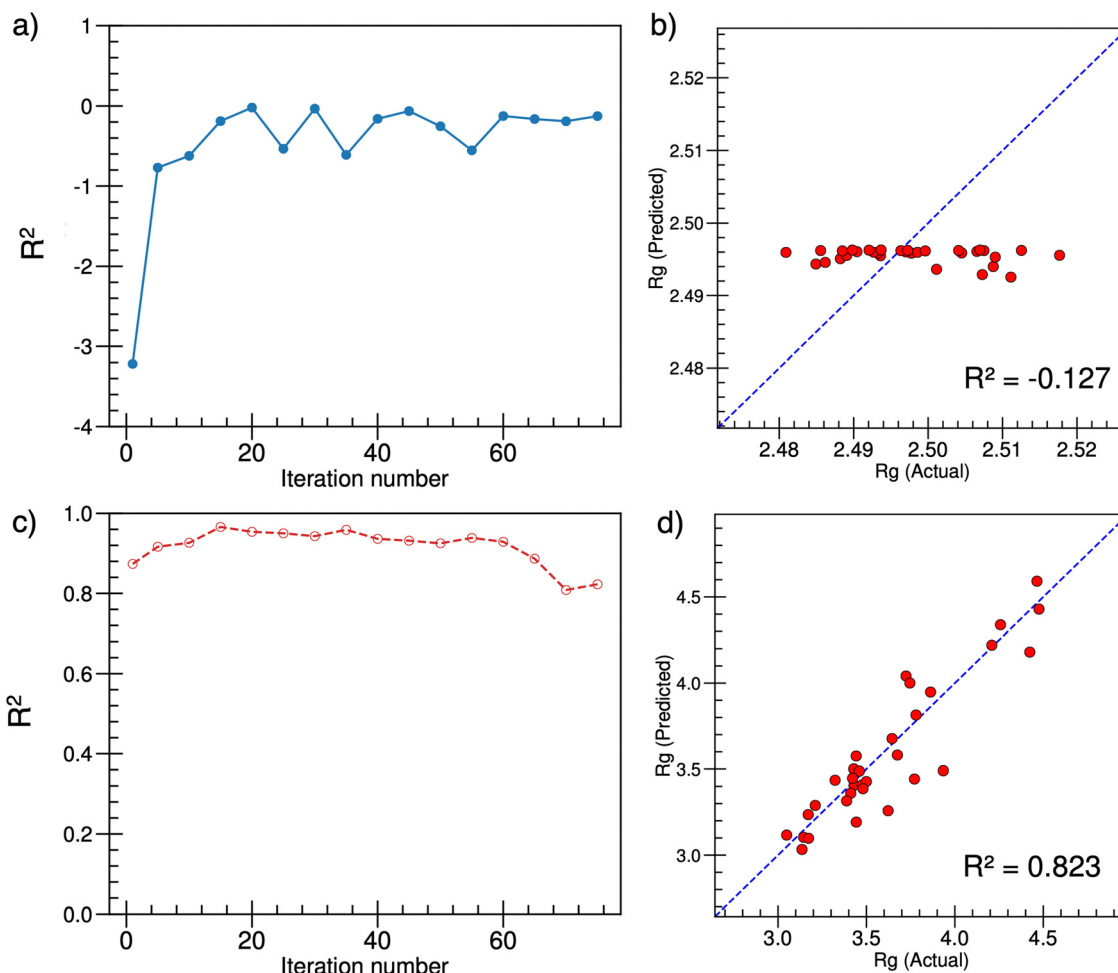 a)
1
0
-1
-2
-3
-4
R²
0
20
40
60
Iteration number
b)
2.52
2.51
2.50
2.49
2.48
Rg (Predicted)
R² = -0.127
2.48
2.49
2.50
2.51
2.52
Rg (Actual)
c)
1.0
0.8
0.6
0.4
0.2
0.0
R²
0
20
40
60
Iteration number
d)
4.5
4.0
3.5
3.0
Rg (Predicted)
R² = 0.823
3.0
3.5
4.0
4.5
Rg (Actual)